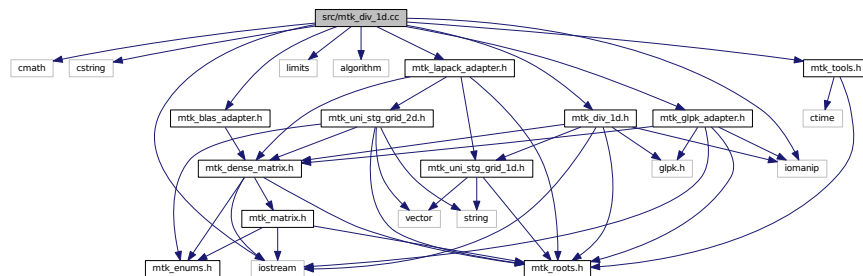 src/mtk_div_1d.cc
cmath
cstring
limits
algorithm
mtk_lapack_adapter.h
mtk_tools.h
mtk_blas_adapter.h
mtk_uni_stg_grid_2d.h
mtk_div_1d.h
mtk_glpk_adapter.h
ctime
mtk_dense_matrix.h
mtk_uni_stg_grid_1d.h
glpk.h
iomanip
mtk_matrix.h
vector
string
mtk_enums.h
iostream
mtk_roots.h